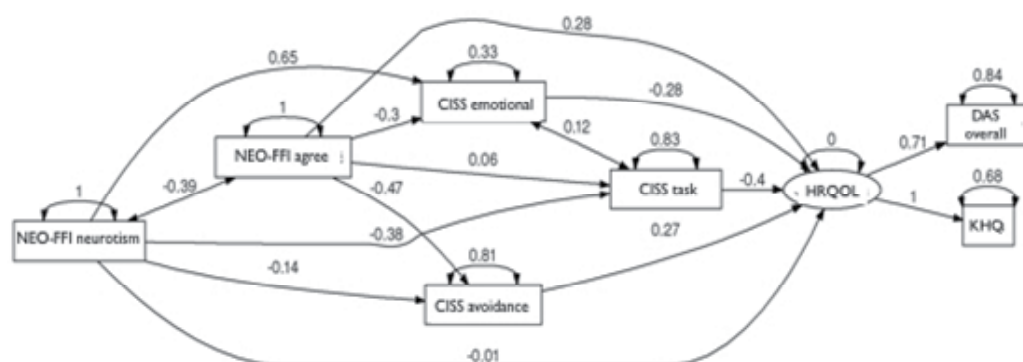 0.28
0.65
0.33
CISS emotional
-0.28
0.84
DAS
overall
1
-0.3
0.12
0.83
0
0.71
NEO-FFI agree
0.06
CISS task
-0.4
HRQOL
0.68
1
-0.39
-0.47
1
KHQ
NEO-FFI neurotism
-0.38
0.27
-0.14
0.81
CISS avoidance
-0.01